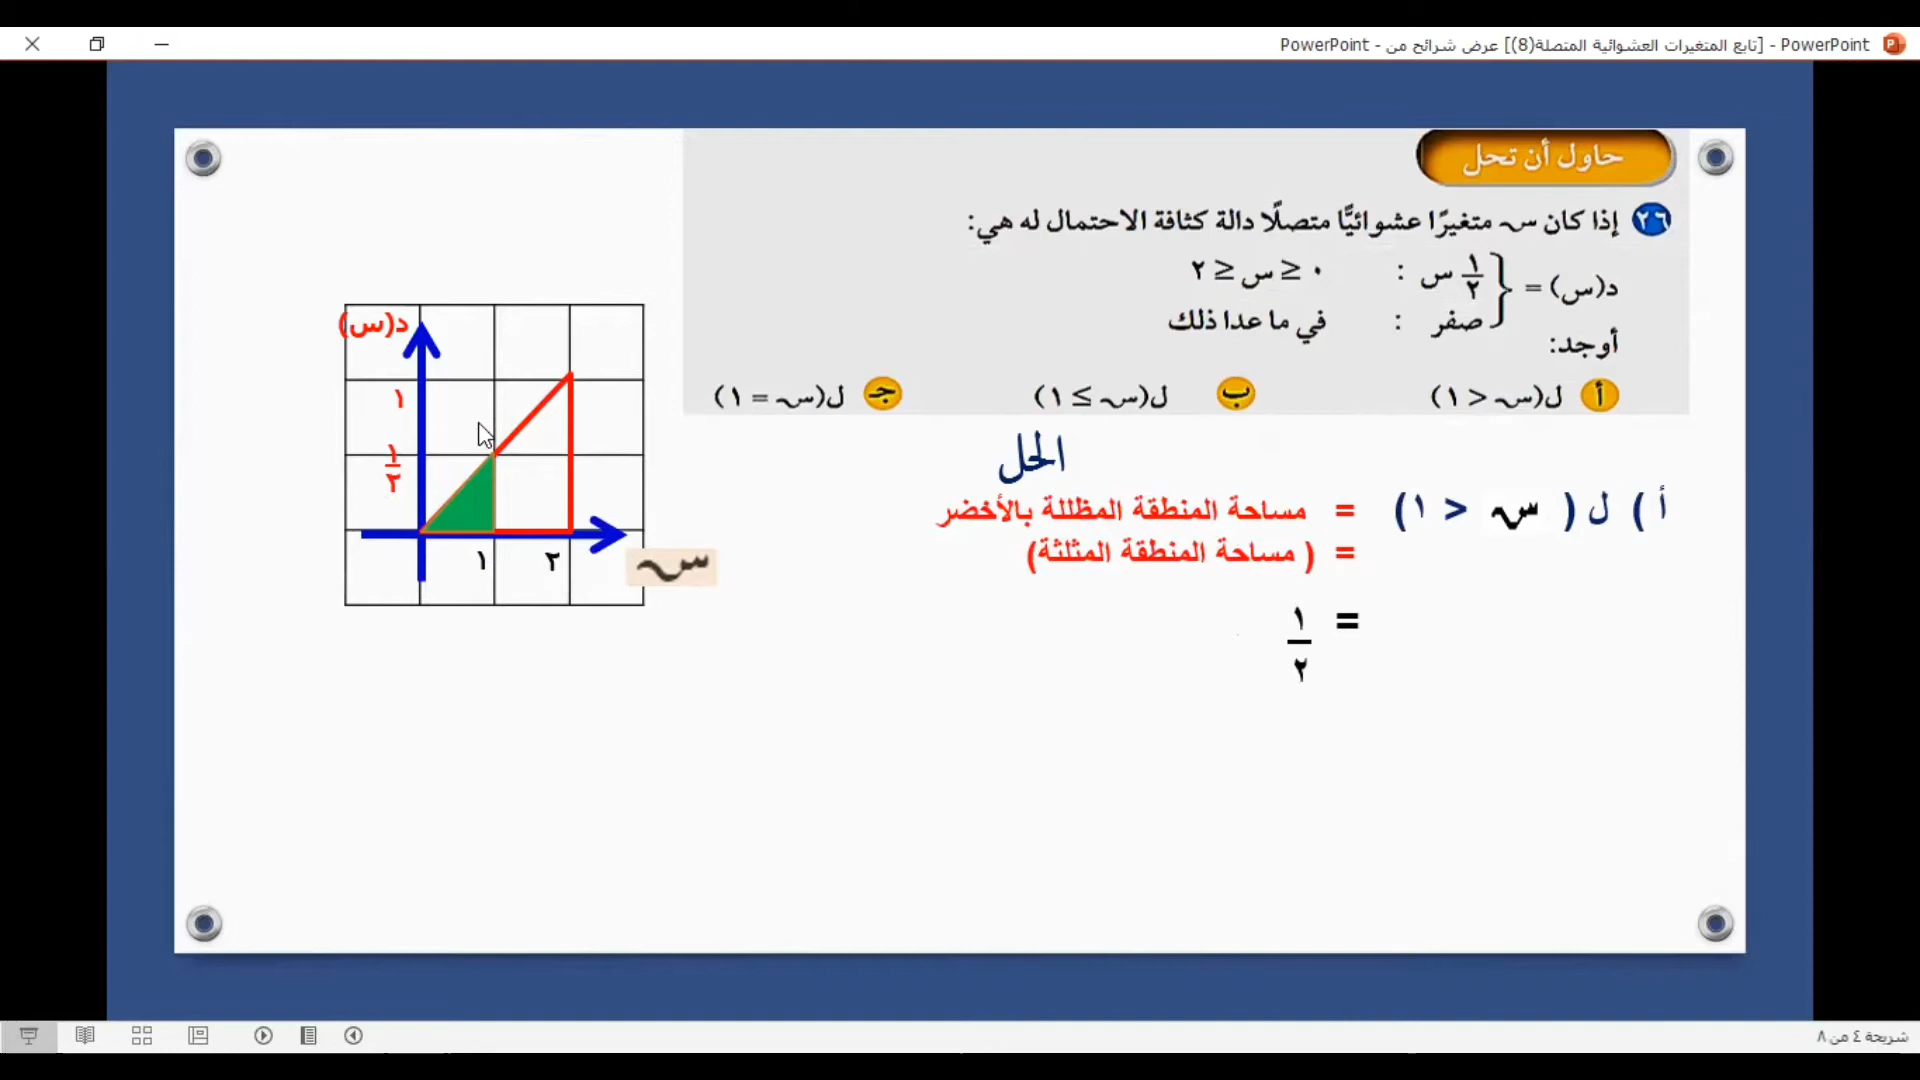 PowerPoint - [تابع المتغيرات العشوائية المتصلة(8)] عرض شرائح من - PowerPoint
حاول أن تحل
٢٦ إذا كان س متغيرًا عشوائيًّا متصلًا دالة كثافة الاحتمال له هي:
د(س) = { ١/٢ س : ٠ ≤ س ≤ ٢
صفر : في ما عدا ذلك
أوجد:
أ ل(س < ١) ب ل(س ≥ ١) جـ ل(س = ١)
الحل
أ ) ل ( س < ١) = مساحة المنطقة المظللة بالأخضر
= ( مساحة المنطقة المثلثة)
= ١/٢
د(س)
١
١/٢
١ ٢
س
شريحة ٤ من ٨